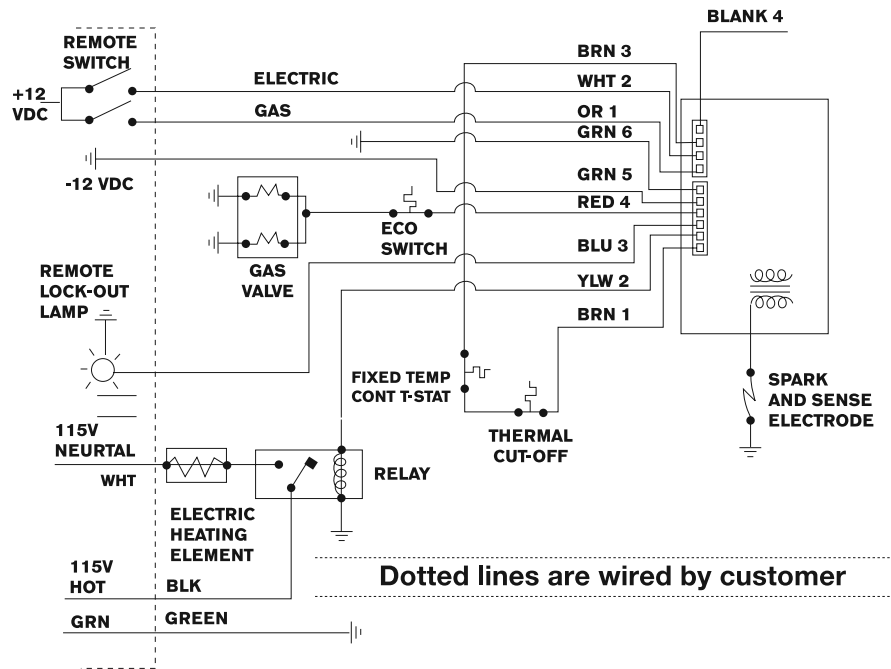 BLANK 4
REMOTE
SWITCH
BRN 3
ELECTRIC
WHT 2
+12
VDC
GAS
OR 1
GRN 6
-12 VDC
GRN 5
RED 4
ECO
SWITCH
BLU 3
GAS
VALVE
REMOTE
LOCK-OUT
LAMP
YLW 2
BRN 1
FIXED TEMP
CONT T-STAT
SPARK
AND SENSE
ELECTRODE
THERMAL
CUT-OFF
115V
NEURTAL
WHT
RELAY
ELECTRIC
HEATING
ELEMENT
115V
HOT
BLK
Dotted lines are wired by customer
GRN
GREEN